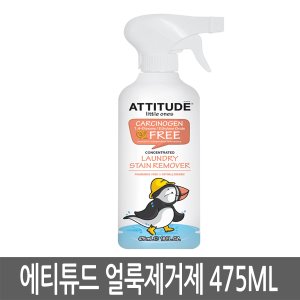 ATTITUDE
little ones
CARCINOGEN
FREE
CONCENTRATED
LAUNDRY
STAIN REMOVER
에티튜드 얼룩제거제 475ML